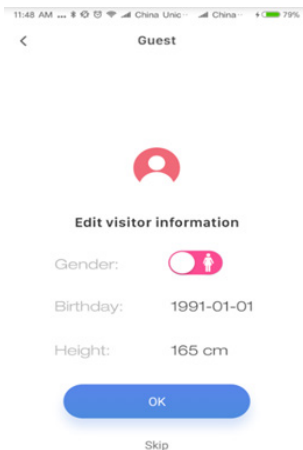 11:48 AM ... China Unic... China... 79%
Guest
Edit visitor information
Gender:
Birthday: 1991-01-01
Height: 165 cm
OK
Skip